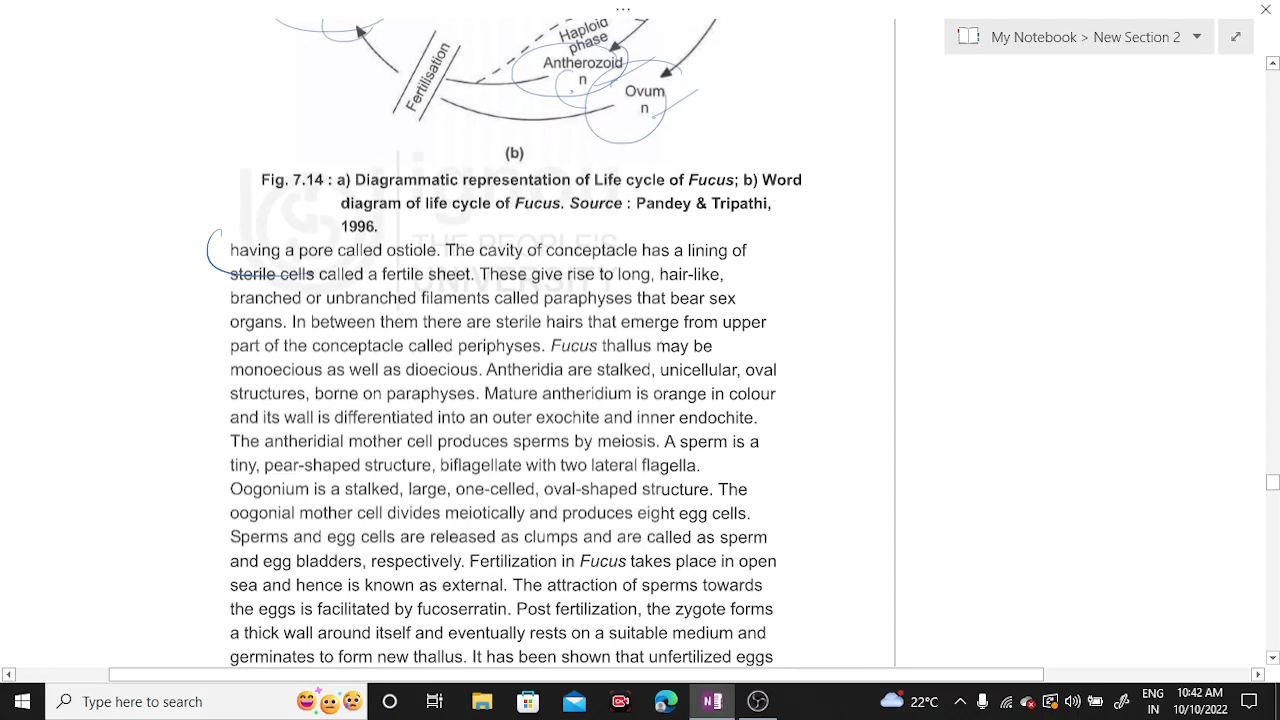 ...
My Notebook > New Section 2
Haploid
phase
Antherozoid
n
Fertilisation
Ovum
n
(b)
Fig. 7.14 : a) Diagrammatic representation of Life cycle of Fucus; b) Word
diagram of life cycle of Fucus. Source : Pandey & Tripathi,
1996.
ignou
THE PEOPLE'S
UNIVERSITY
having a pore called ostiole. The cavity of conceptacle has a lining of
sterile cells called a fertile sheet. These give rise to long, hair-like,
branched or unbranched filaments called paraphyses that bear sex
organs. In between them there are sterile hairs that emerge from upper
part of the conceptacle called periphyses. Fucus thallus may be
monoecious as well as dioecious. Antheridia are stalked, unicellular, oval
structures, borne on paraphyses. Mature antheridium is orange in colour
and its wall is differentiated into an outer exochite and inner endochite.
The antheridial mother cell produces sperms by meiosis. A sperm is a
tiny, pear-shaped structure, biflagellate with two lateral flagella.
Oogonium is a stalked, large, one-celled, oval-shaped structure. The
oogonial mother cell divides meiotically and produces eight egg cells.
Sperms and egg cells are released as clumps and are called as sperm
and egg bladders, respectively. Fertilization in Fucus takes place in open
sea and hence is known as external. The attraction of sperms towards
the eggs is facilitated by fucoserratin. Post fertilization, the zygote forms
a thick wall around itself and eventually rests on a suitable medium and
germinates to form new thallus. It has been shown that unfertilized eggs
Type here to search
22°C
ENG
IN
10:42 AM
10/10/2022